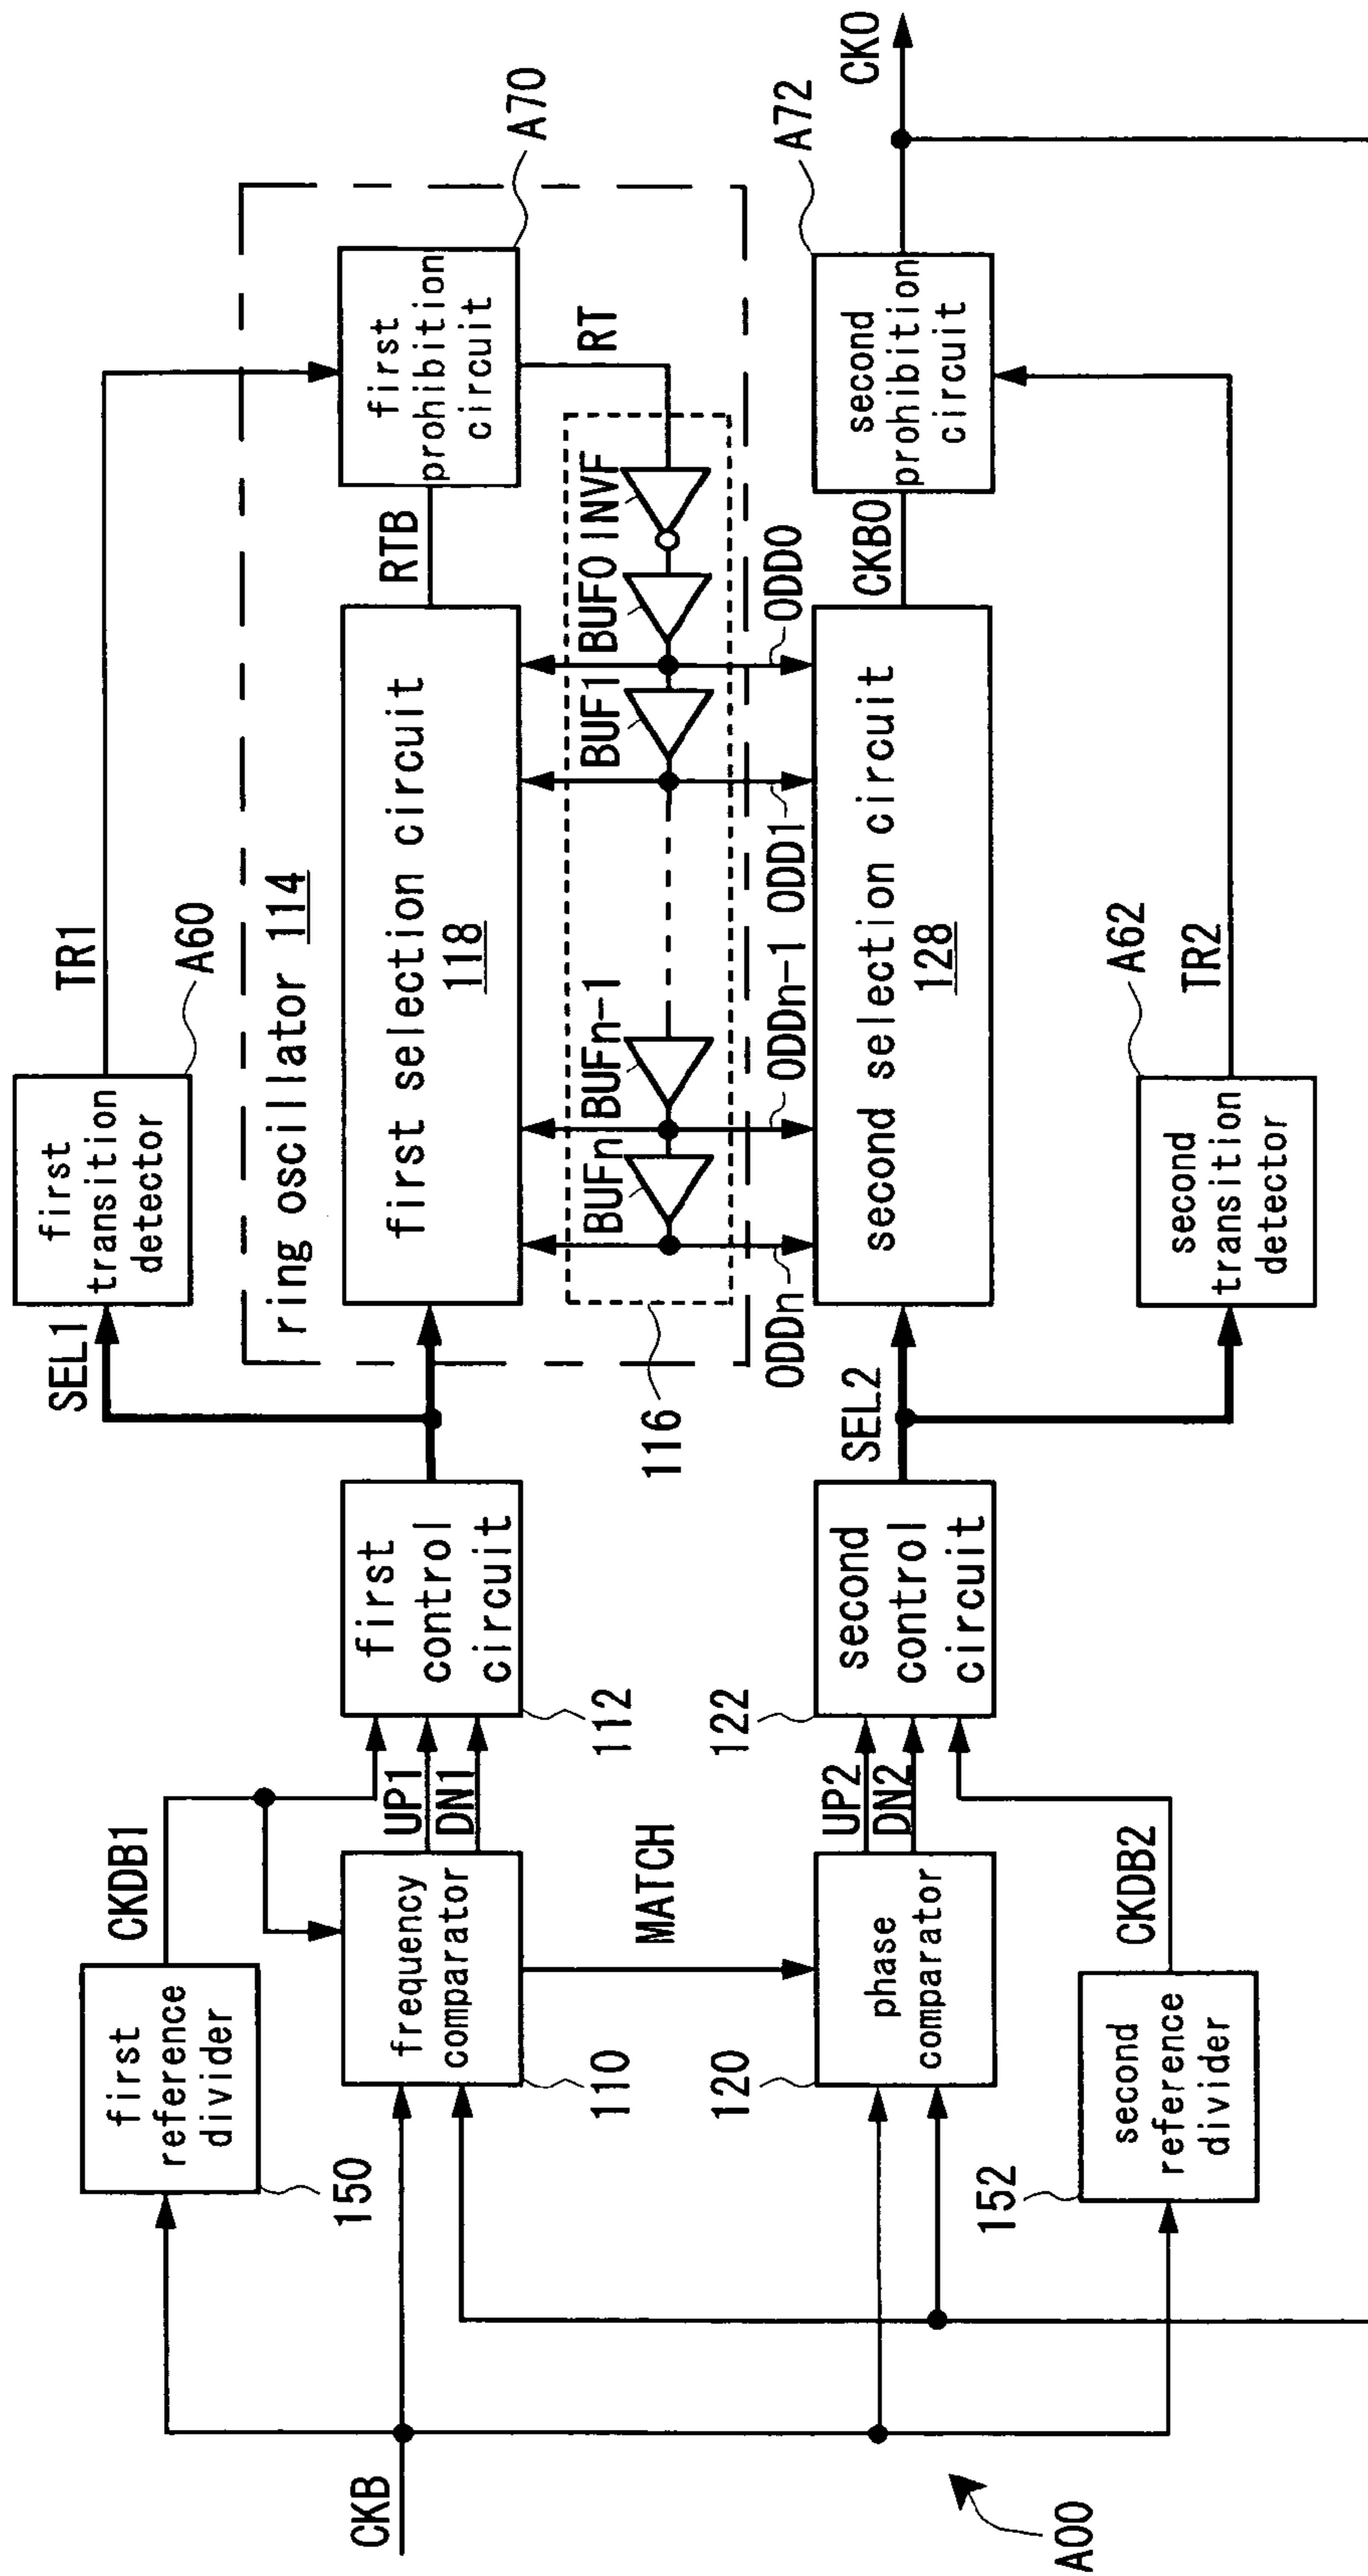 CKB
A00
first
reference
divider
150
CKDB1
frequency
comparator
110
UP1
DN1
MATCH
phase
comparator
120
UP2
DN2
second
reference
divider
152
CKDB2
first
control
circuit
112
second
control
circuit
122
SEL1
SEL2
first
transition
detector
A60
TR1
ring oscillator 114
first selection circuit
118
RTB
first
prohibition
circuit
A70
RT
BUFn
BUFn-1
BUF1
BUF0
INVF
116
ODDn
ODDn-1
ODD1
ODD0
second selection circuit
128
CKBO
second
prohibition
circuit
A72
CKO
second
transition
detector
A62
TR2